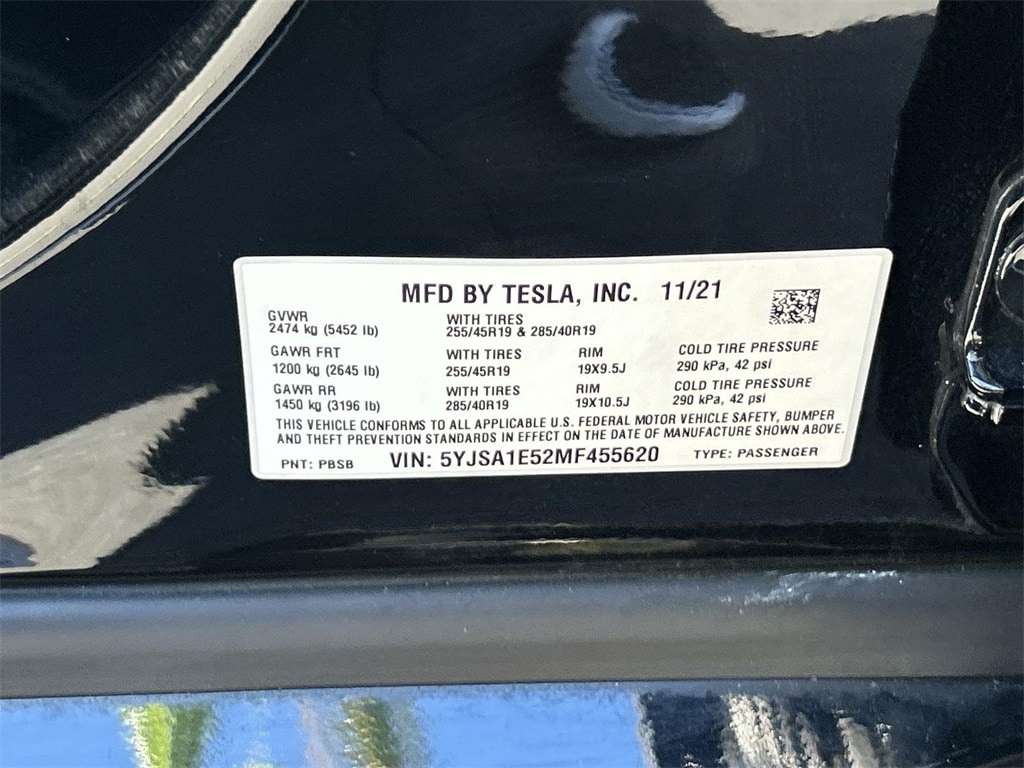 MFD BY TESLA, INC. 11/21
GVWR WITH TIRES
2474 kg (5452 lb) 255/45R19 & 285/40R19
GAWR FRT WITH TIRES RIM COLD TIRE PRESSURE
1200 kg (2645 lb) 255/45R19 19X9.5J 290 kPa, 42 psi
GAWR RR WITH TIRES RIM COLD TIRE PRESSURE
1450 kg (3196 lb) 285/40R19 19X10.5J 290 kPa, 42 psi
THIS VEHICLE CONFORMS TO ALL APPLICABLE U.S. FEDERAL MOTOR VEHICLE SAFETY, BUMPER
AND THEFT PREVENTION STANDARDS IN EFFECT ON THE DATE OF MANUFACTURE SHOWN ABOVE.
PNT: PBSB VIN: 5YJSA1E52MF455620 TYPE: PASSENGER